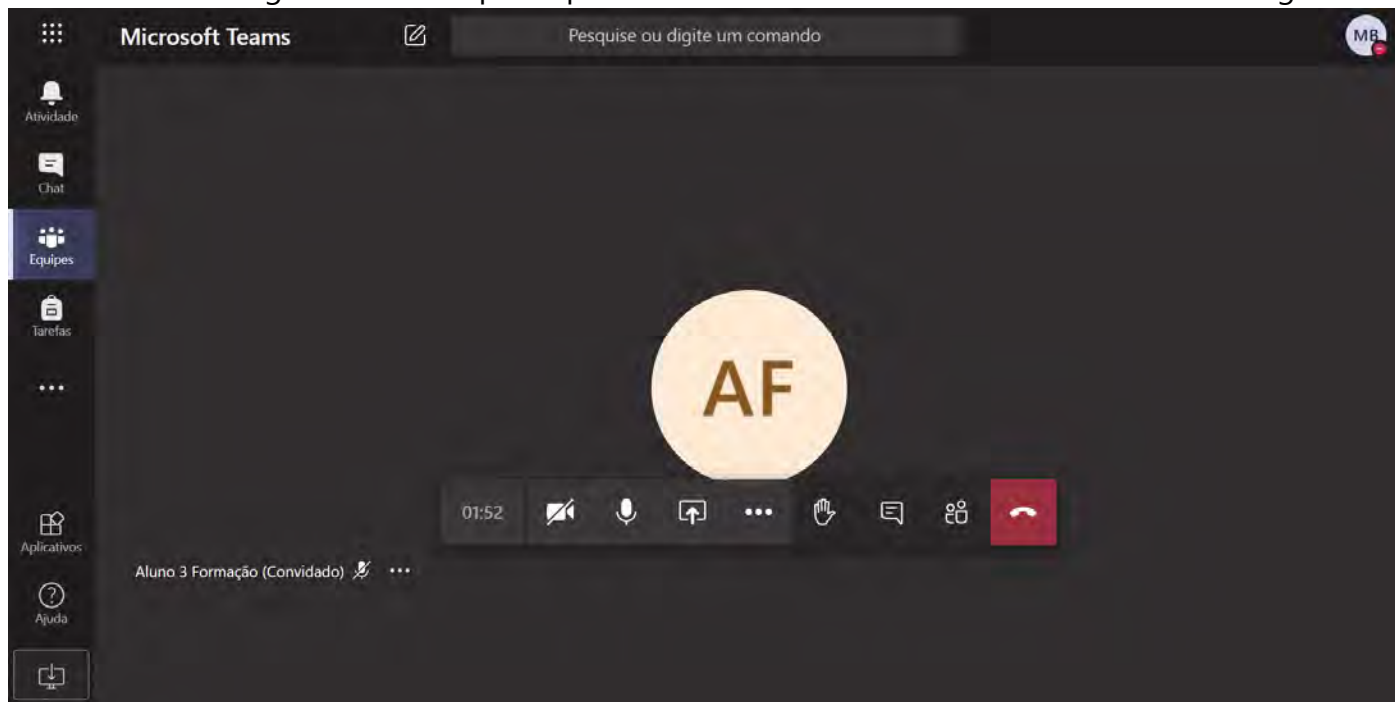 Microsoft Teams
Pesquise ou digite um comando
MB
Atividade
Chat
Equipes
Tarefas
AF
01:52
Aluno 3 Formação (Convidado)
Aplicativos
Ajuda